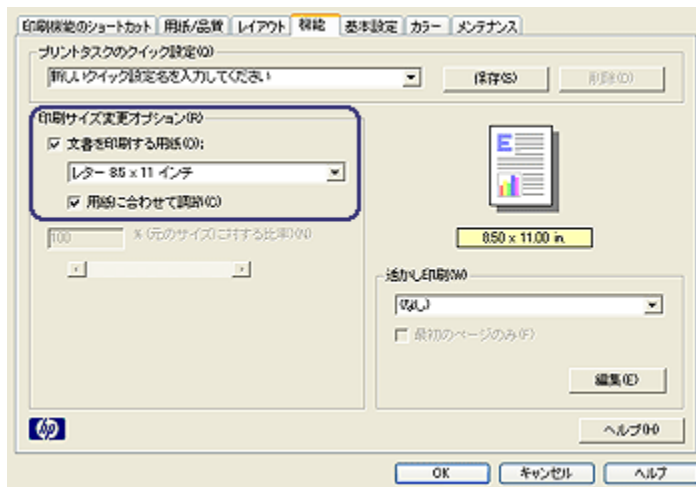 印刷機能のショートカット 用紙/品質 レイアウト 機能 基本設定 カラー メンテナンス
プリントタスクのクイック設定(Q)
新しいクイック設定名を入力してください 保存(S) 削除(D)
印刷サイズ変更オプション(R)
文書を印刷する用紙(O):
レター 8.5 x 11 インチ
用紙に合わせて調節(C)
100 % (元のサイズに対する比率)(N)
8.50 x 11.00 in.
透かし印刷(W)
(なし)
最初のページのみ(F)
編集(E)
hp
ヘルプ(H)
OK キャンセル ヘルプ